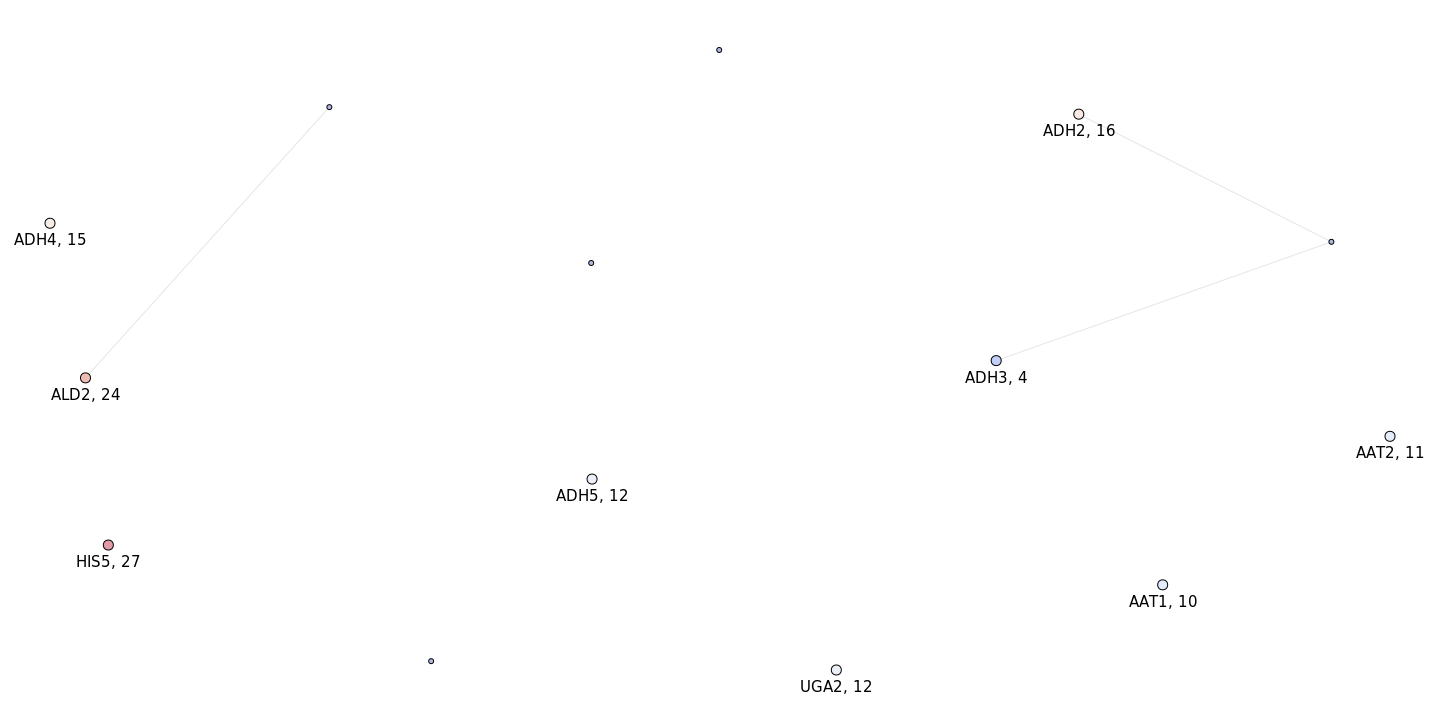 ADH2, 16
ADH4, 15
ADH3, 4
ALD2, 24
AAT2, 11
ADH5, 12
HIS5, 27
AAT1, 10
UGA2, 12